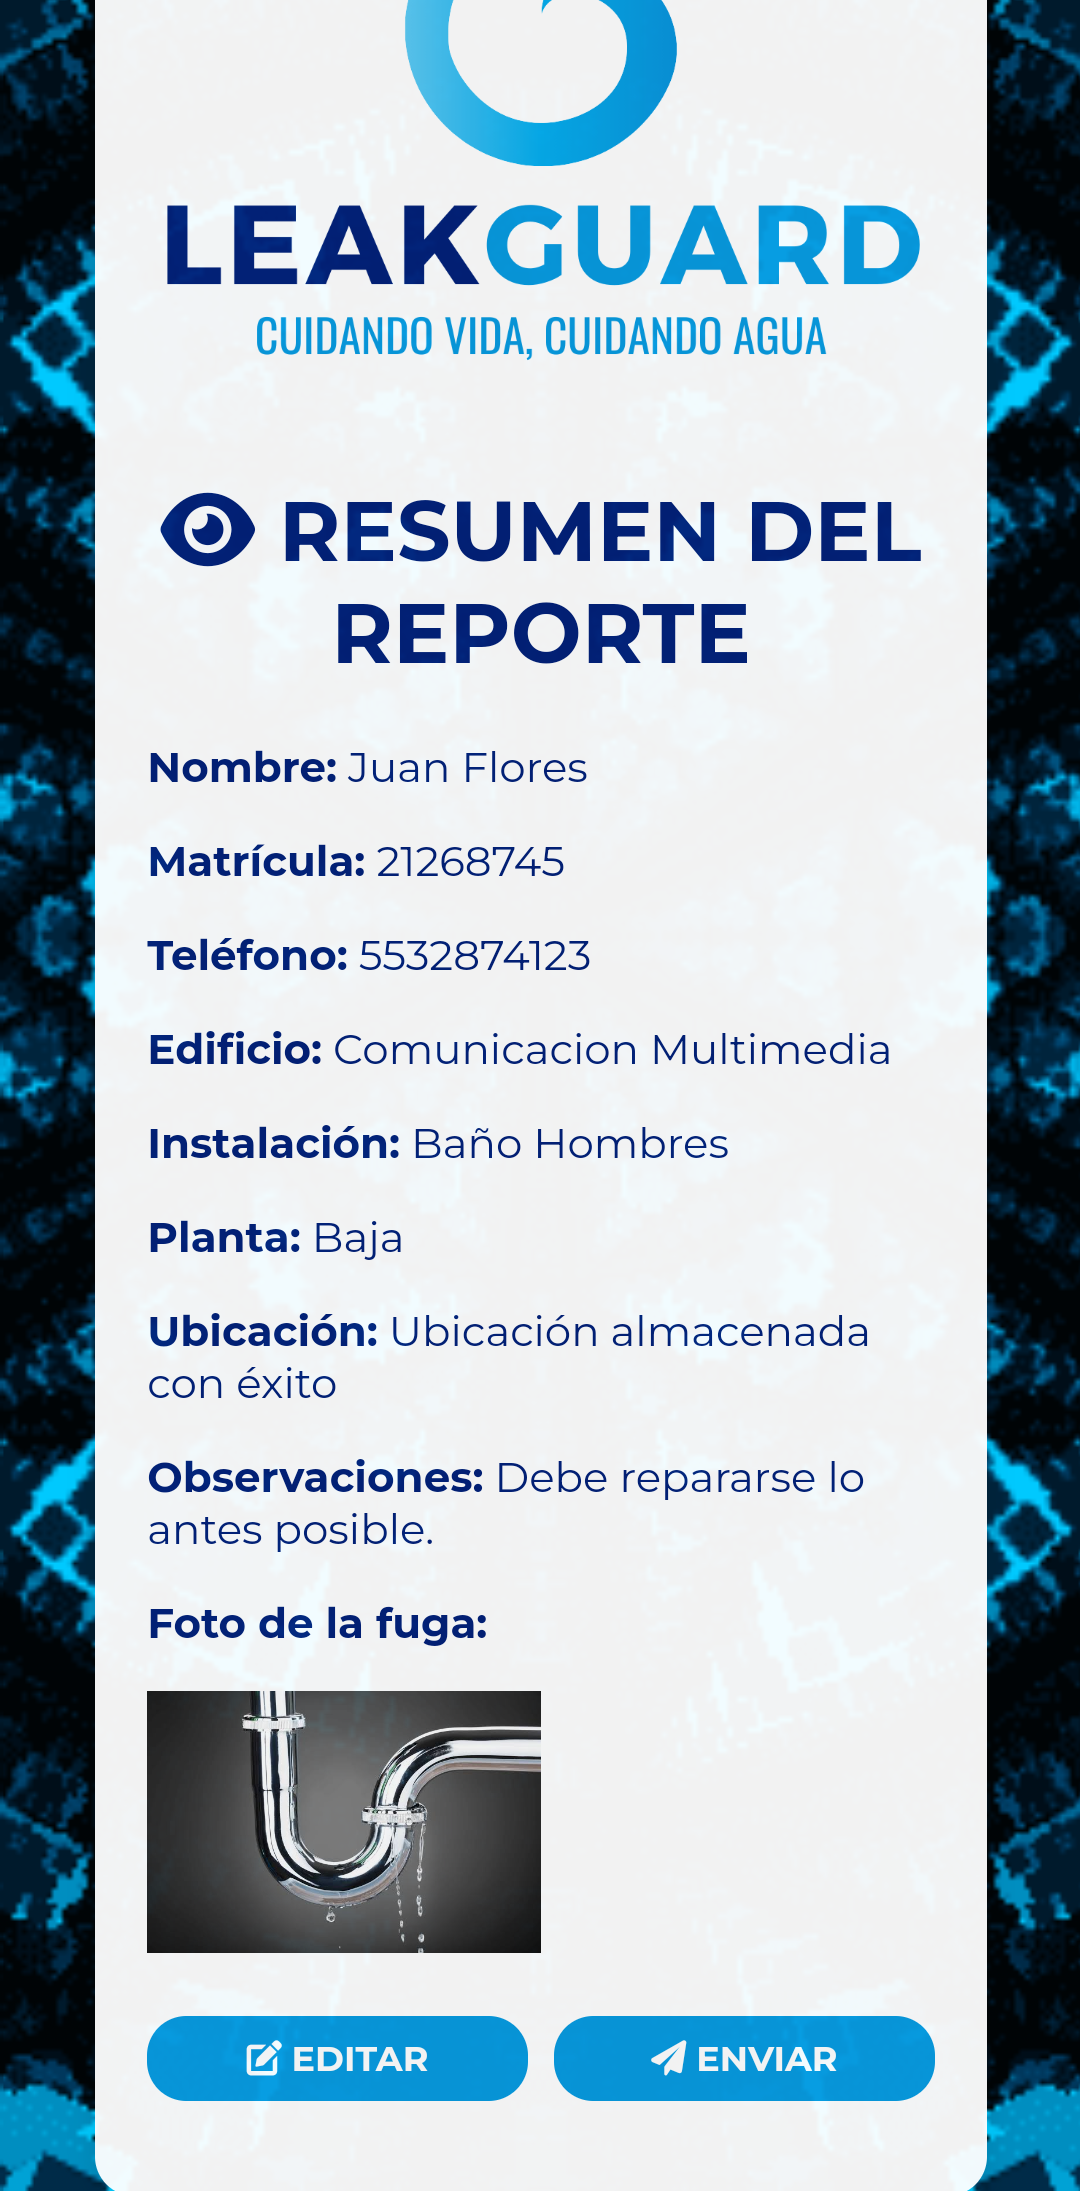 LEAKGUARD
CUIDANDO VIDA, CUIDANDO AGUA
RESUMEN DEL
REPORTE
Nombre: Juan Flores
Matrícula: 21268745
Teléfono: 5532874123
Edificio: Comunicacion Multimedia
Instalación: Baño Hombres
Planta: Baja
Ubicación: Ubicación almacenada
con éxito
Observaciones: Debe repararse lo
antes posible.
Foto de la fuga:
EDITAR
ENVIAR